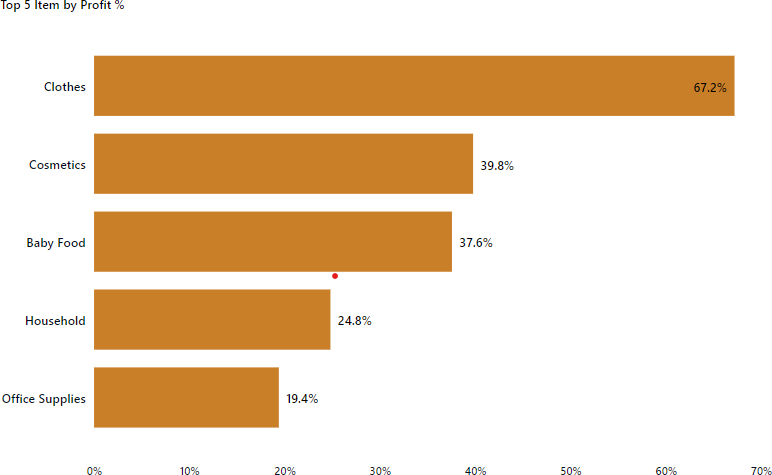 Top 5 Item by Profit %
Clothes 67.2%
Cosmetics 39.8%
Baby Food 37.6%
Household 24.8%
Office Supplies 19.4%
0% 10% 20% 30% 40% 50% 60% 70%